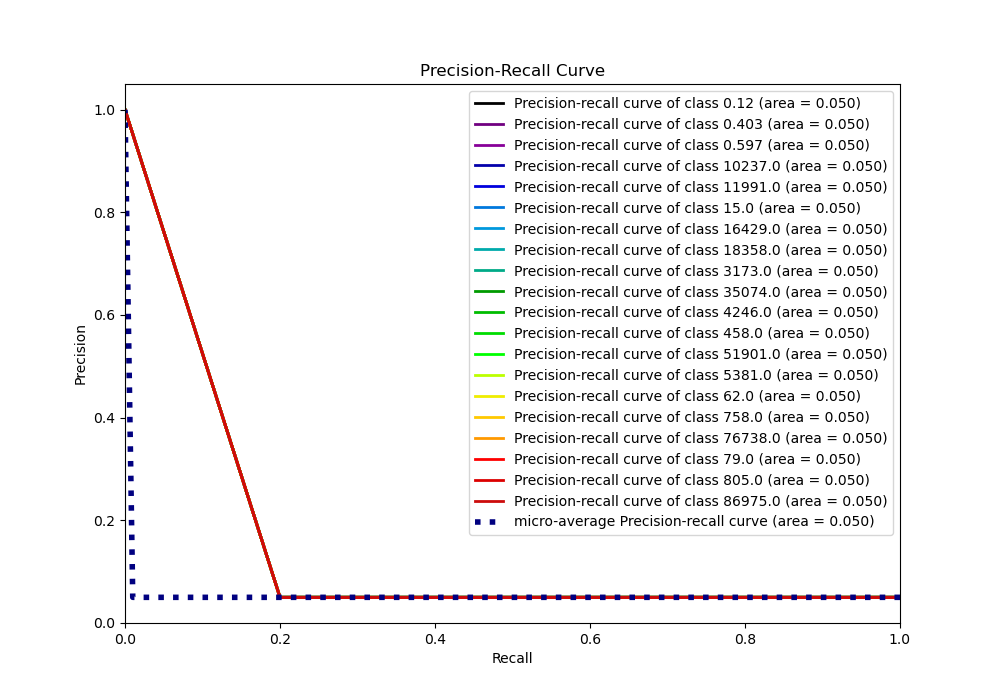 Precision-Recall Curve
Precision-recall curve of class 0.12 (area = 0.050)
Precision-recall curve of class 0.403 (area = 0.050)
Precision-recall curve of class 0.597 (area = 0.050)
Precision-recall curve of class 10237.0 (area = 0.050)
Precision-recall curve of class 11991.0 (area = 0.050)
Precision-recall curve of class 15.0 (area = 0.050)
Precision-recall curve of class 16429.0 (area = 0.050)
Precision-recall curve of class 18358.0 (area = 0.050)
Precision-recall curve of class 3173.0 (area = 0.050)
Precision-recall curve of class 35074.0 (area = 0.050)
Precision-recall curve of class 4246.0 (area = 0.050)
Precision-recall curve of class 458.0 (area = 0.050)
Precision-recall curve of class 51901.0 (area = 0.050)
Precision-recall curve of class 5381.0 (area = 0.050)
Precision-recall curve of class 62.0 (area = 0.050)
Precision-recall curve of class 758.0 (area = 0.050)
Precision-recall curve of class 76738.0 (area = 0.050)
Precision-recall curve of class 79.0 (area = 0.050)
Precision-recall curve of class 805.0 (area = 0.050)
Precision-recall curve of class 86975.0 (area = 0.050)
micro-average Precision-recall curve (area = 0.050)
Precision
1.0
0.8
0.6
0.4
0.2
0.0
0.0 0.2 0.4 0.6 0.8 1.0
Recall